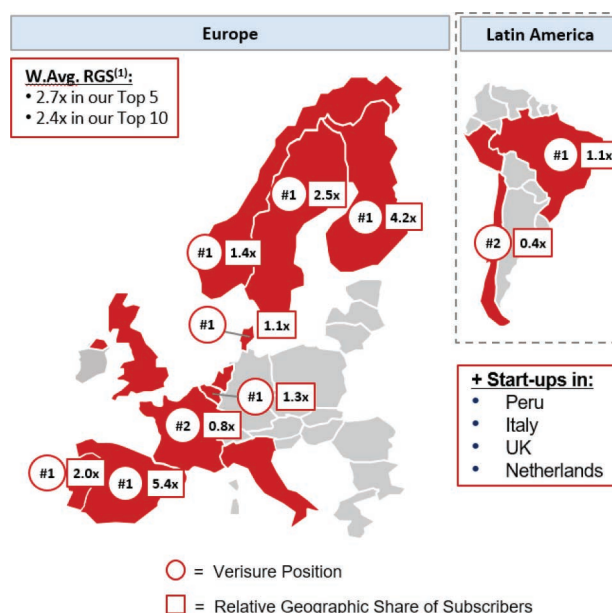 Europe
Latin America
W.Avg. RGS(1):
• 2.7x in our Top 5
• 2.4x in our Top 10
#1 2.5x
#1 4.2x
#1 1.4x
#1 1.1x
#1 1.3x
#2 0.8x
#1 2.0x
#1 5.4x
#1 1.1x
#2 0.4x
+ Start-ups in:
• Peru
• Italy
• UK
• Netherlands
= Verisure Position
= Relative Geographic Share of Subscribers